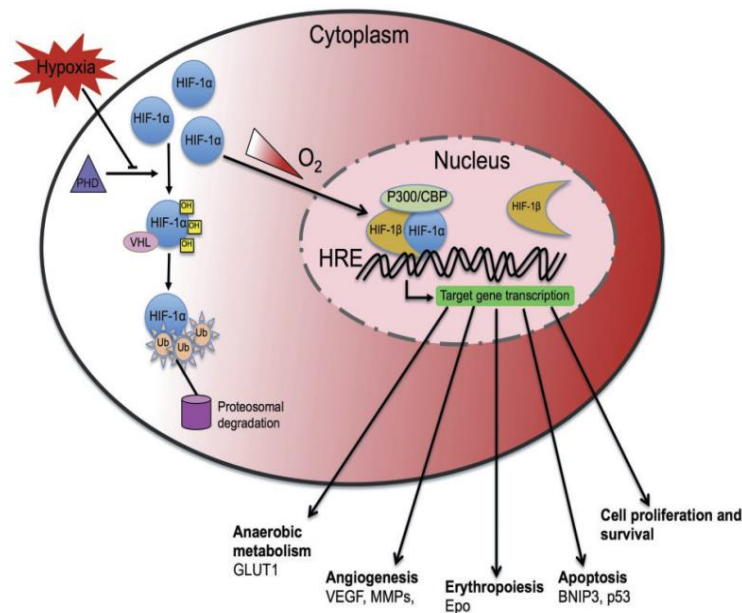 Cytoplasm
Hypoxia
HIF-1α
HIF-1α
HIF-1α
O2
PHD
Nucleus
P300/CBP
HIF-1β
HIF-1β
HIF-1α
OH
HIF-1α
OH
VHL
OH
HRE
Target gene transcription
HIF-1α
Ub
Ub
Ub
Proteosomal
degradation
Anaerobic
metabolism
GLUT1
Angiogenesis
VEGF, MMPs,
Erythropoiesis
Epo
Apoptosis
BNIP3, p53
Cell proliferation and
survival